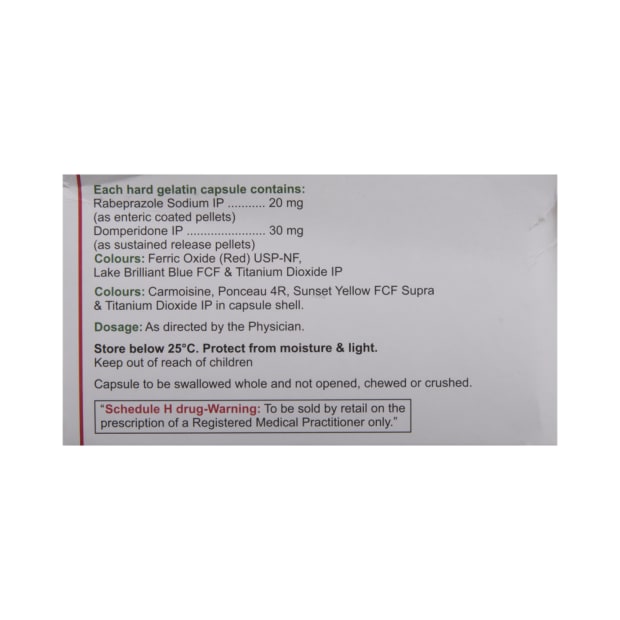 Each hard gelatin capsule contains:
Rabeprazole Sodium IP ........... 20 mg
(as enteric coated pellets)
Domperidone IP ....................... 30 mg
(as sustained release pellets)
Colours: Ferric Oxide (Red) USP-NF,
Lake Brilliant Blue FCF & Titanium Dioxide IP
Colours: Carmoisine, Ponceau 4R, Sunset Yellow FCF Supra
& Titanium Dioxide IP in capsule shell.
Dosage: As directed by the Physician.
Store below 25°C. Protect from moisture & light.
Keep out of reach of children
Capsule to be swallowed whole and not opened, chewed or crushed.
“Schedule H drug-Warning: To be sold by retail on the
prescription of a Registered Medical Practitioner only.”